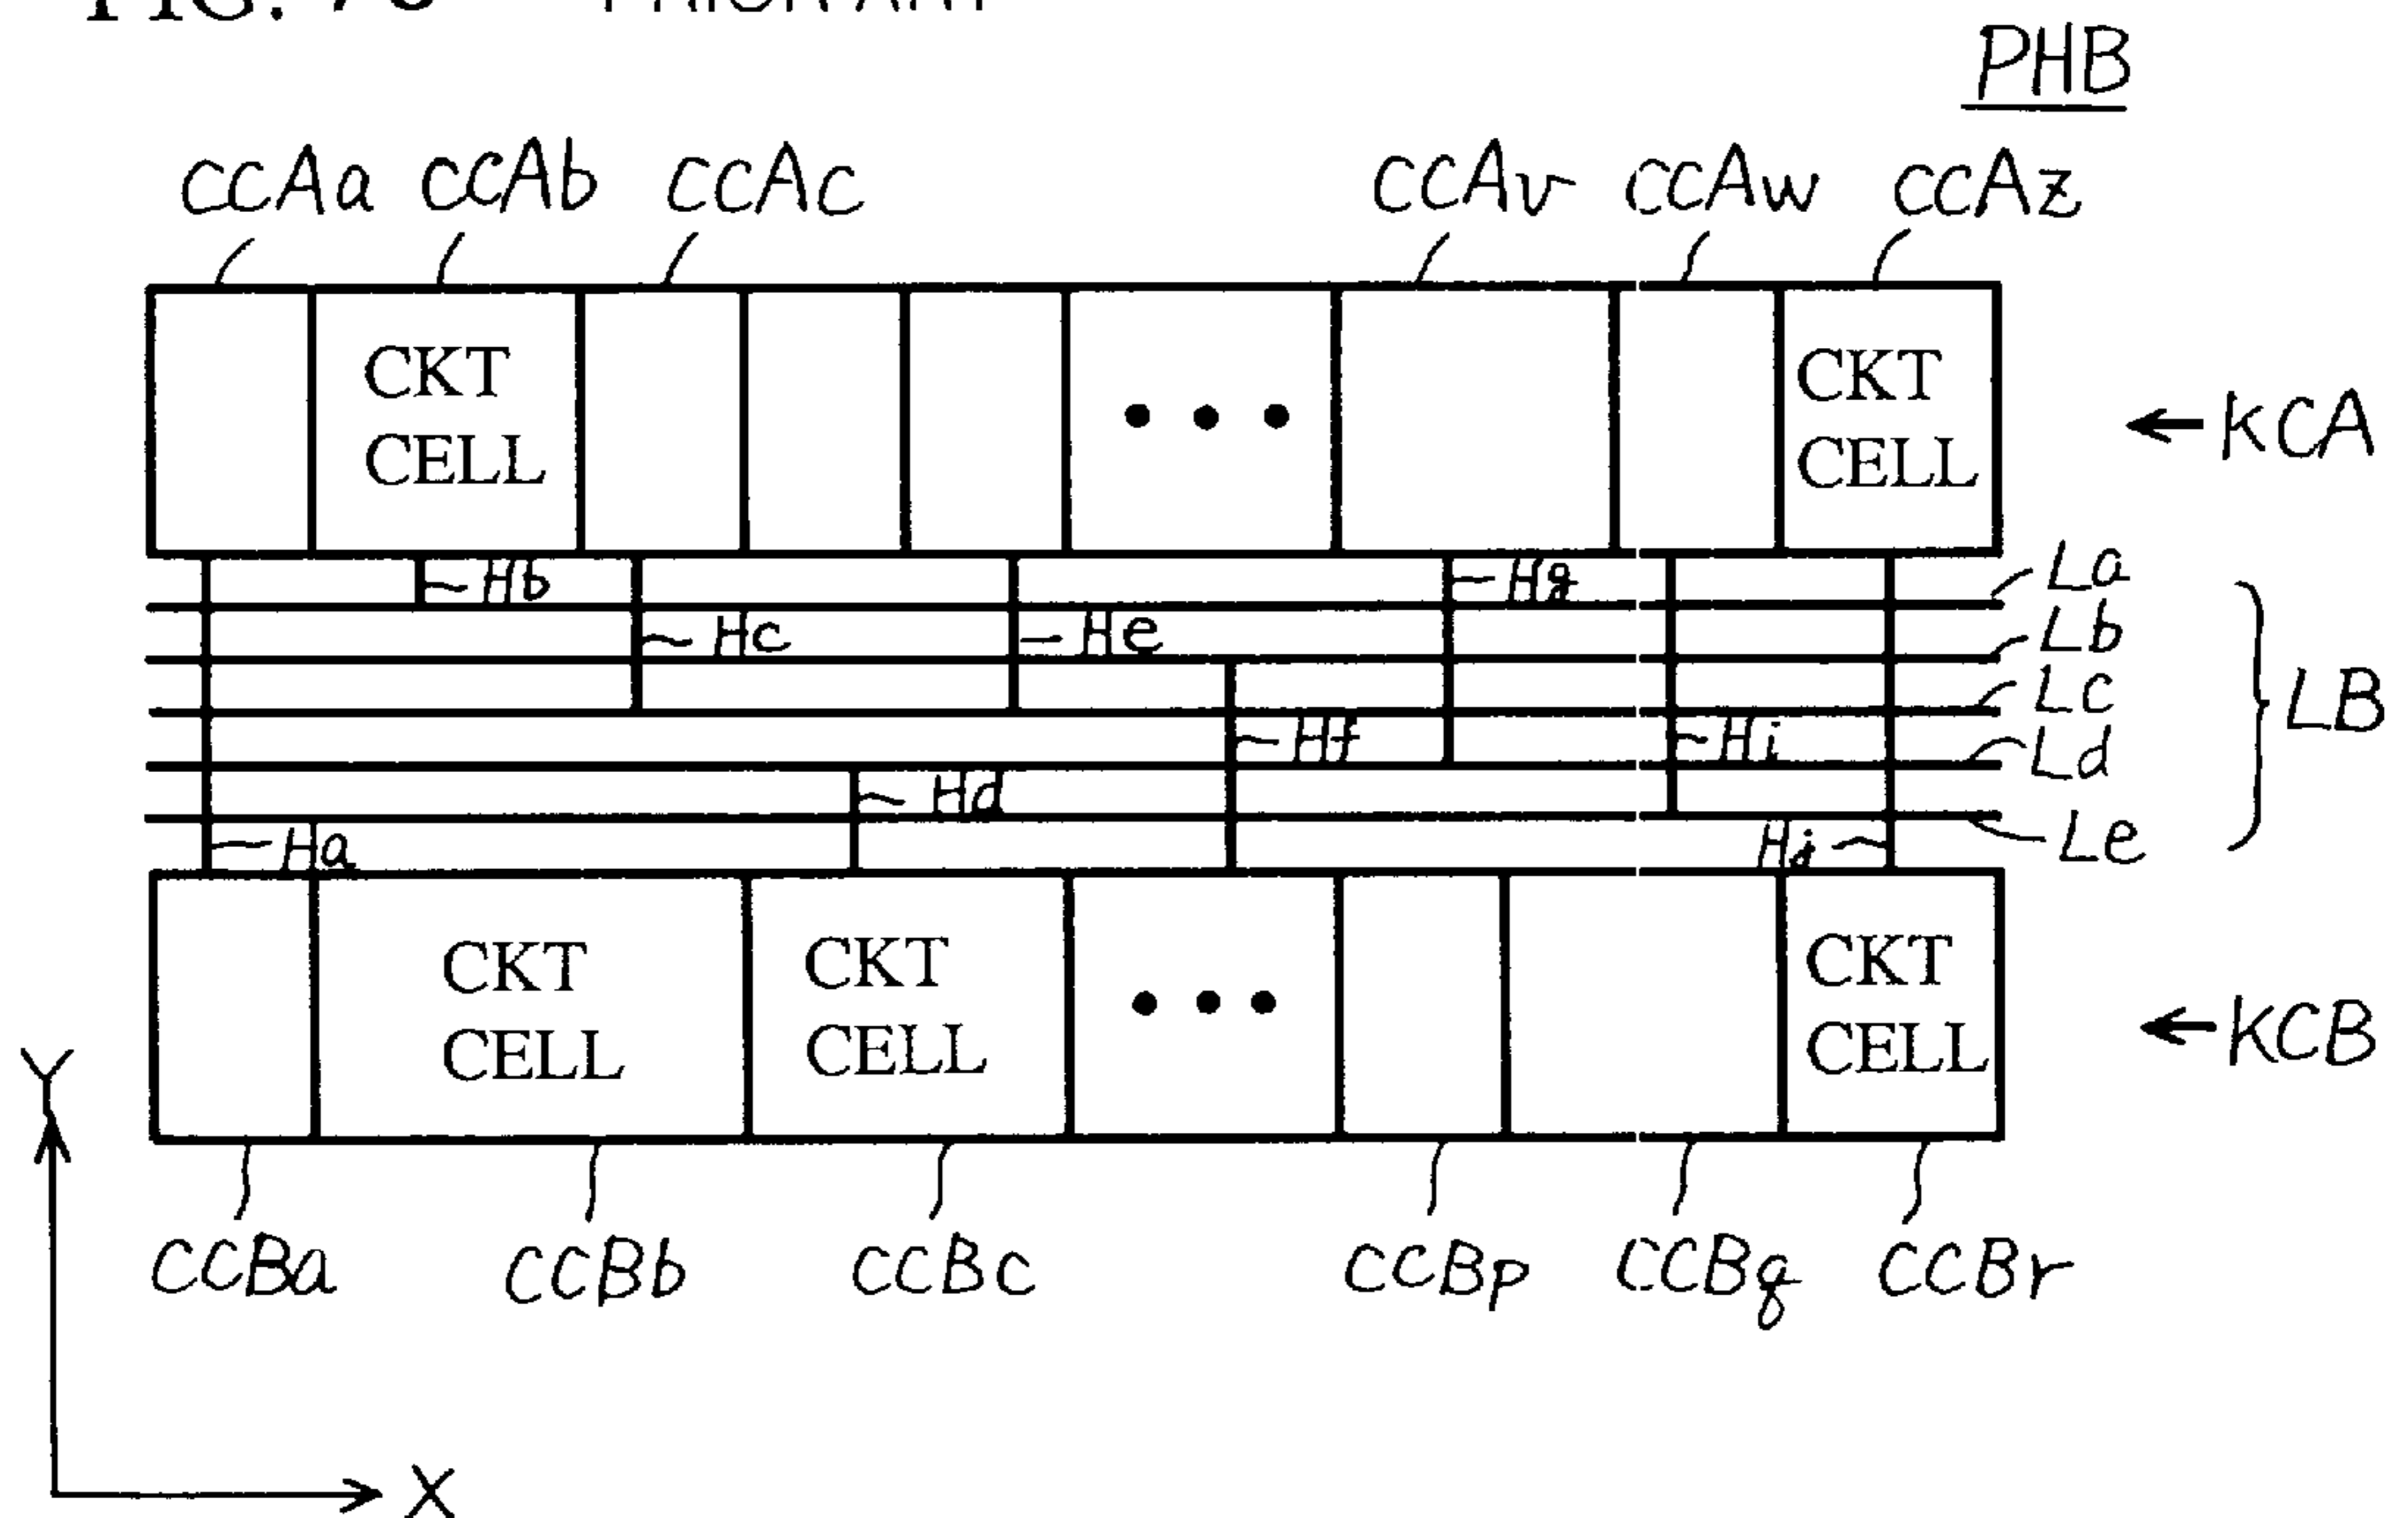 PHB
CCAa CCAb CCAc CCAv CCAw CCAz
CKT CELL
CKT CELL
KCA
Hb Hg La
Hc He Lb
Lc
LB
Hf Hi Ld
Hd
Ha Hj Le
CKT CELL
CKT CELL
CKT CELL
KCB
Y
CCBa CCBb CCBc CCBp CCBq CCBr
X